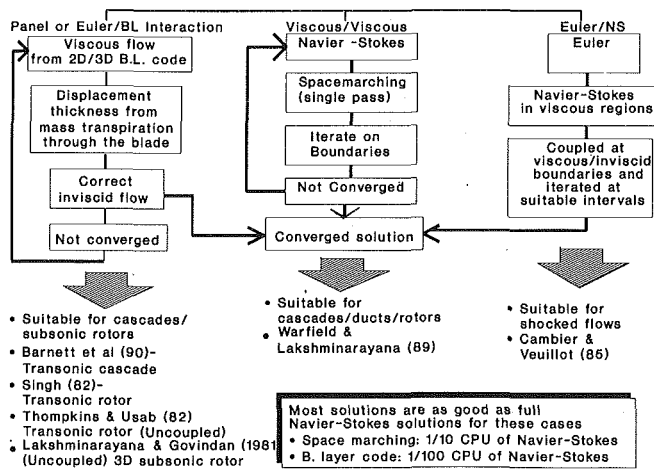 Panel or Euler/BL Interaction
Viscous flow
from 2D/3D B.L. code
Displacement
thickness from
mass transpiration
through the blade
Correct
inviscid flow
Not converged
Viscous/Viscous
Navier -Stokes
Spacemarching
(single pass)
Iterate on
Boundaries
Not Converged
Converged solution
Euler/NS
Euler
Navier-Stokes
in viscous regions
Coupled at
viscous/inviscid
boundaries and
iterated at
suitable intervals
• Suitable for cascades/
subsonic rotors
• Barnett et al (90)-
Transonic cascade
• Singh (82)-
Transonic rotor
• Thompkins & Usab (82)
Transonic rotor (Uncoupled)
• Lakshminarayana & Govindan (1981
(Uncoupled) 3D subsonic rotor
• Suitable for
cascades/ducts/rotors
• Warfield &
Lakshminarayana (89)
• Suitable for
shocked flows
• Cambier &
Veuillot (85)
Most solutions are as good as full
Navier-Stokes solutions for these cases
• Space marching: 1/10 CPU of Navier-Stokes
• B. layer code: 1/100 CPU of Navier-Stokes